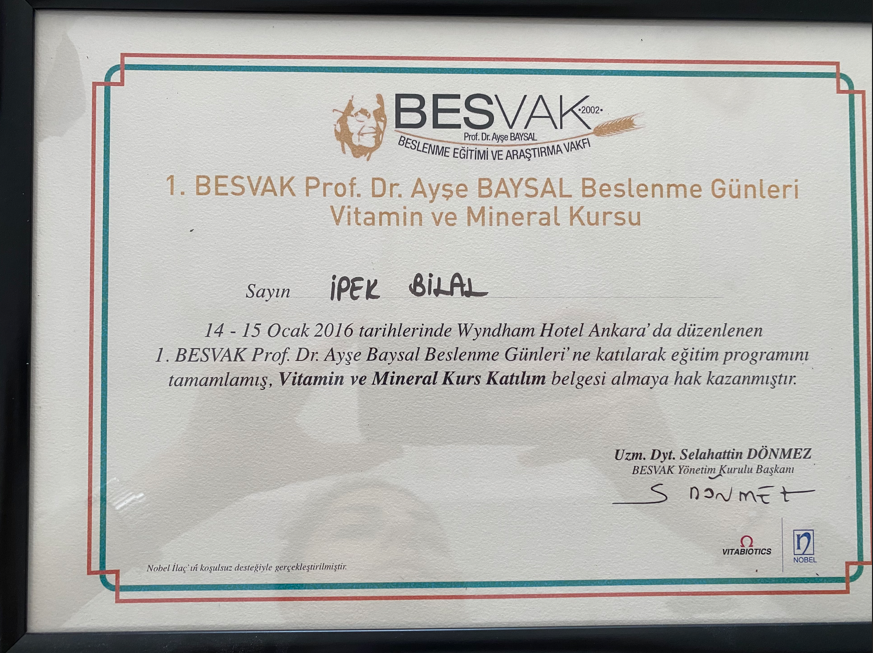 BESVAK •2002•
Prof. Dr. Ayşe BAYSAL
BESLENME EĞİTİMİ VE ARAŞTIRMA VAKFI
1. BESVAK Prof. Dr. Ayşe BAYSAL Beslenme Günleri
Vitamin ve Mineral Kursu
Sayın İPEK BİLAL
14 - 15 Ocak 2016 tarihlerinde Wyndham Hotel Ankara'da düzenlenen
1. BESVAK Prof. Dr. Ayşe Baysal Beslenme Günleri'ne katılarak eğitim programını
tamamlamış, Vitamin ve Mineral Kurs Katılım belgesi almaya hak kazanmıştır.
Uzm. Dyt. Selahattin DÖNMEZ
BESVAK Yönetim Kurulu Başkanı
S DÖNMEZ
VITABIOTICS
n
NOBEL
Nobel İlaç'ın koşulsuz desteğiyle gerçekleştirilmiştir.